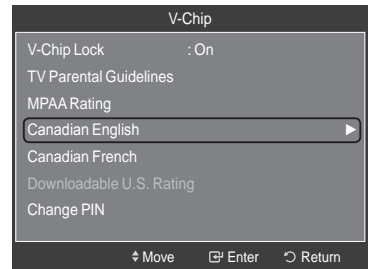 V-Chip
V-Chip Lock : On
TV Parental Guidelines
MPAA Rating
Canadian English ►
Canadian French
Downloadable U.S. Rating
Change PIN
Move Enter Return